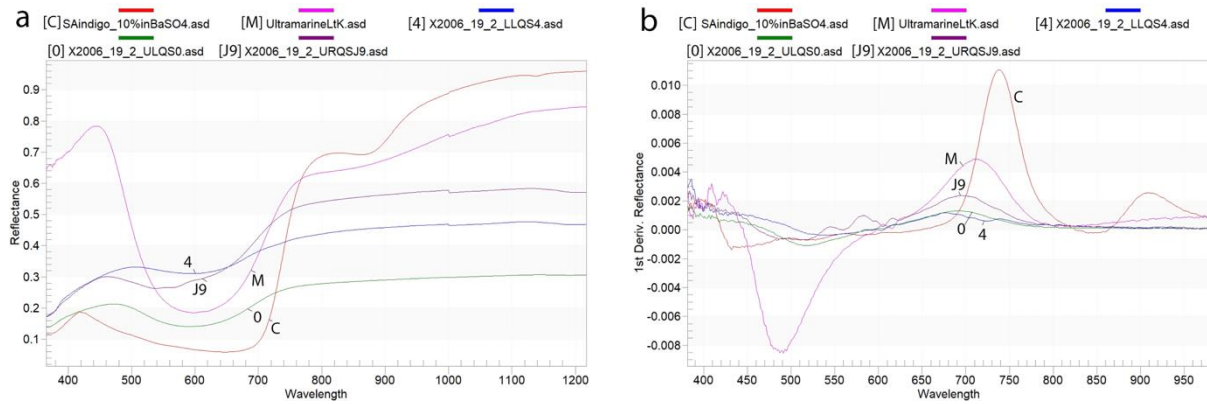 a
[C] SAindigo_10%inBaSO4.asd [M] UltramarineLtK.asd [4] X2006_19_2_LLQS4.asd
[0] X2006_19_2_ULQS0.asd [J9] X2006_19_2_URQSJ9.asd
Reflectance
0.9
0.8
0.7
0.6
0.5
0.4
0.3
0.2
0.1
4
J9
M
0
C
400 500 600 700 800 900 1000 1100 1200
Wavelength
b
[C] SAindigo_10%inBaSO4.asd [M] UltramarineLtK.asd [4] X2006_19_2_LLQS4.asd
[0] X2006_19_2_ULQS0.asd [J9] X2006_19_2_URQSJ9.asd
1st Deriv. Reflectance
0.010
0.008
0.006
0.004
0.002
0.000
-0.002
-0.004
-0.006
-0.008
C
M
J9
0
4
400 450 500 550 600 650 700 750 800 850 900 950
Wavelength